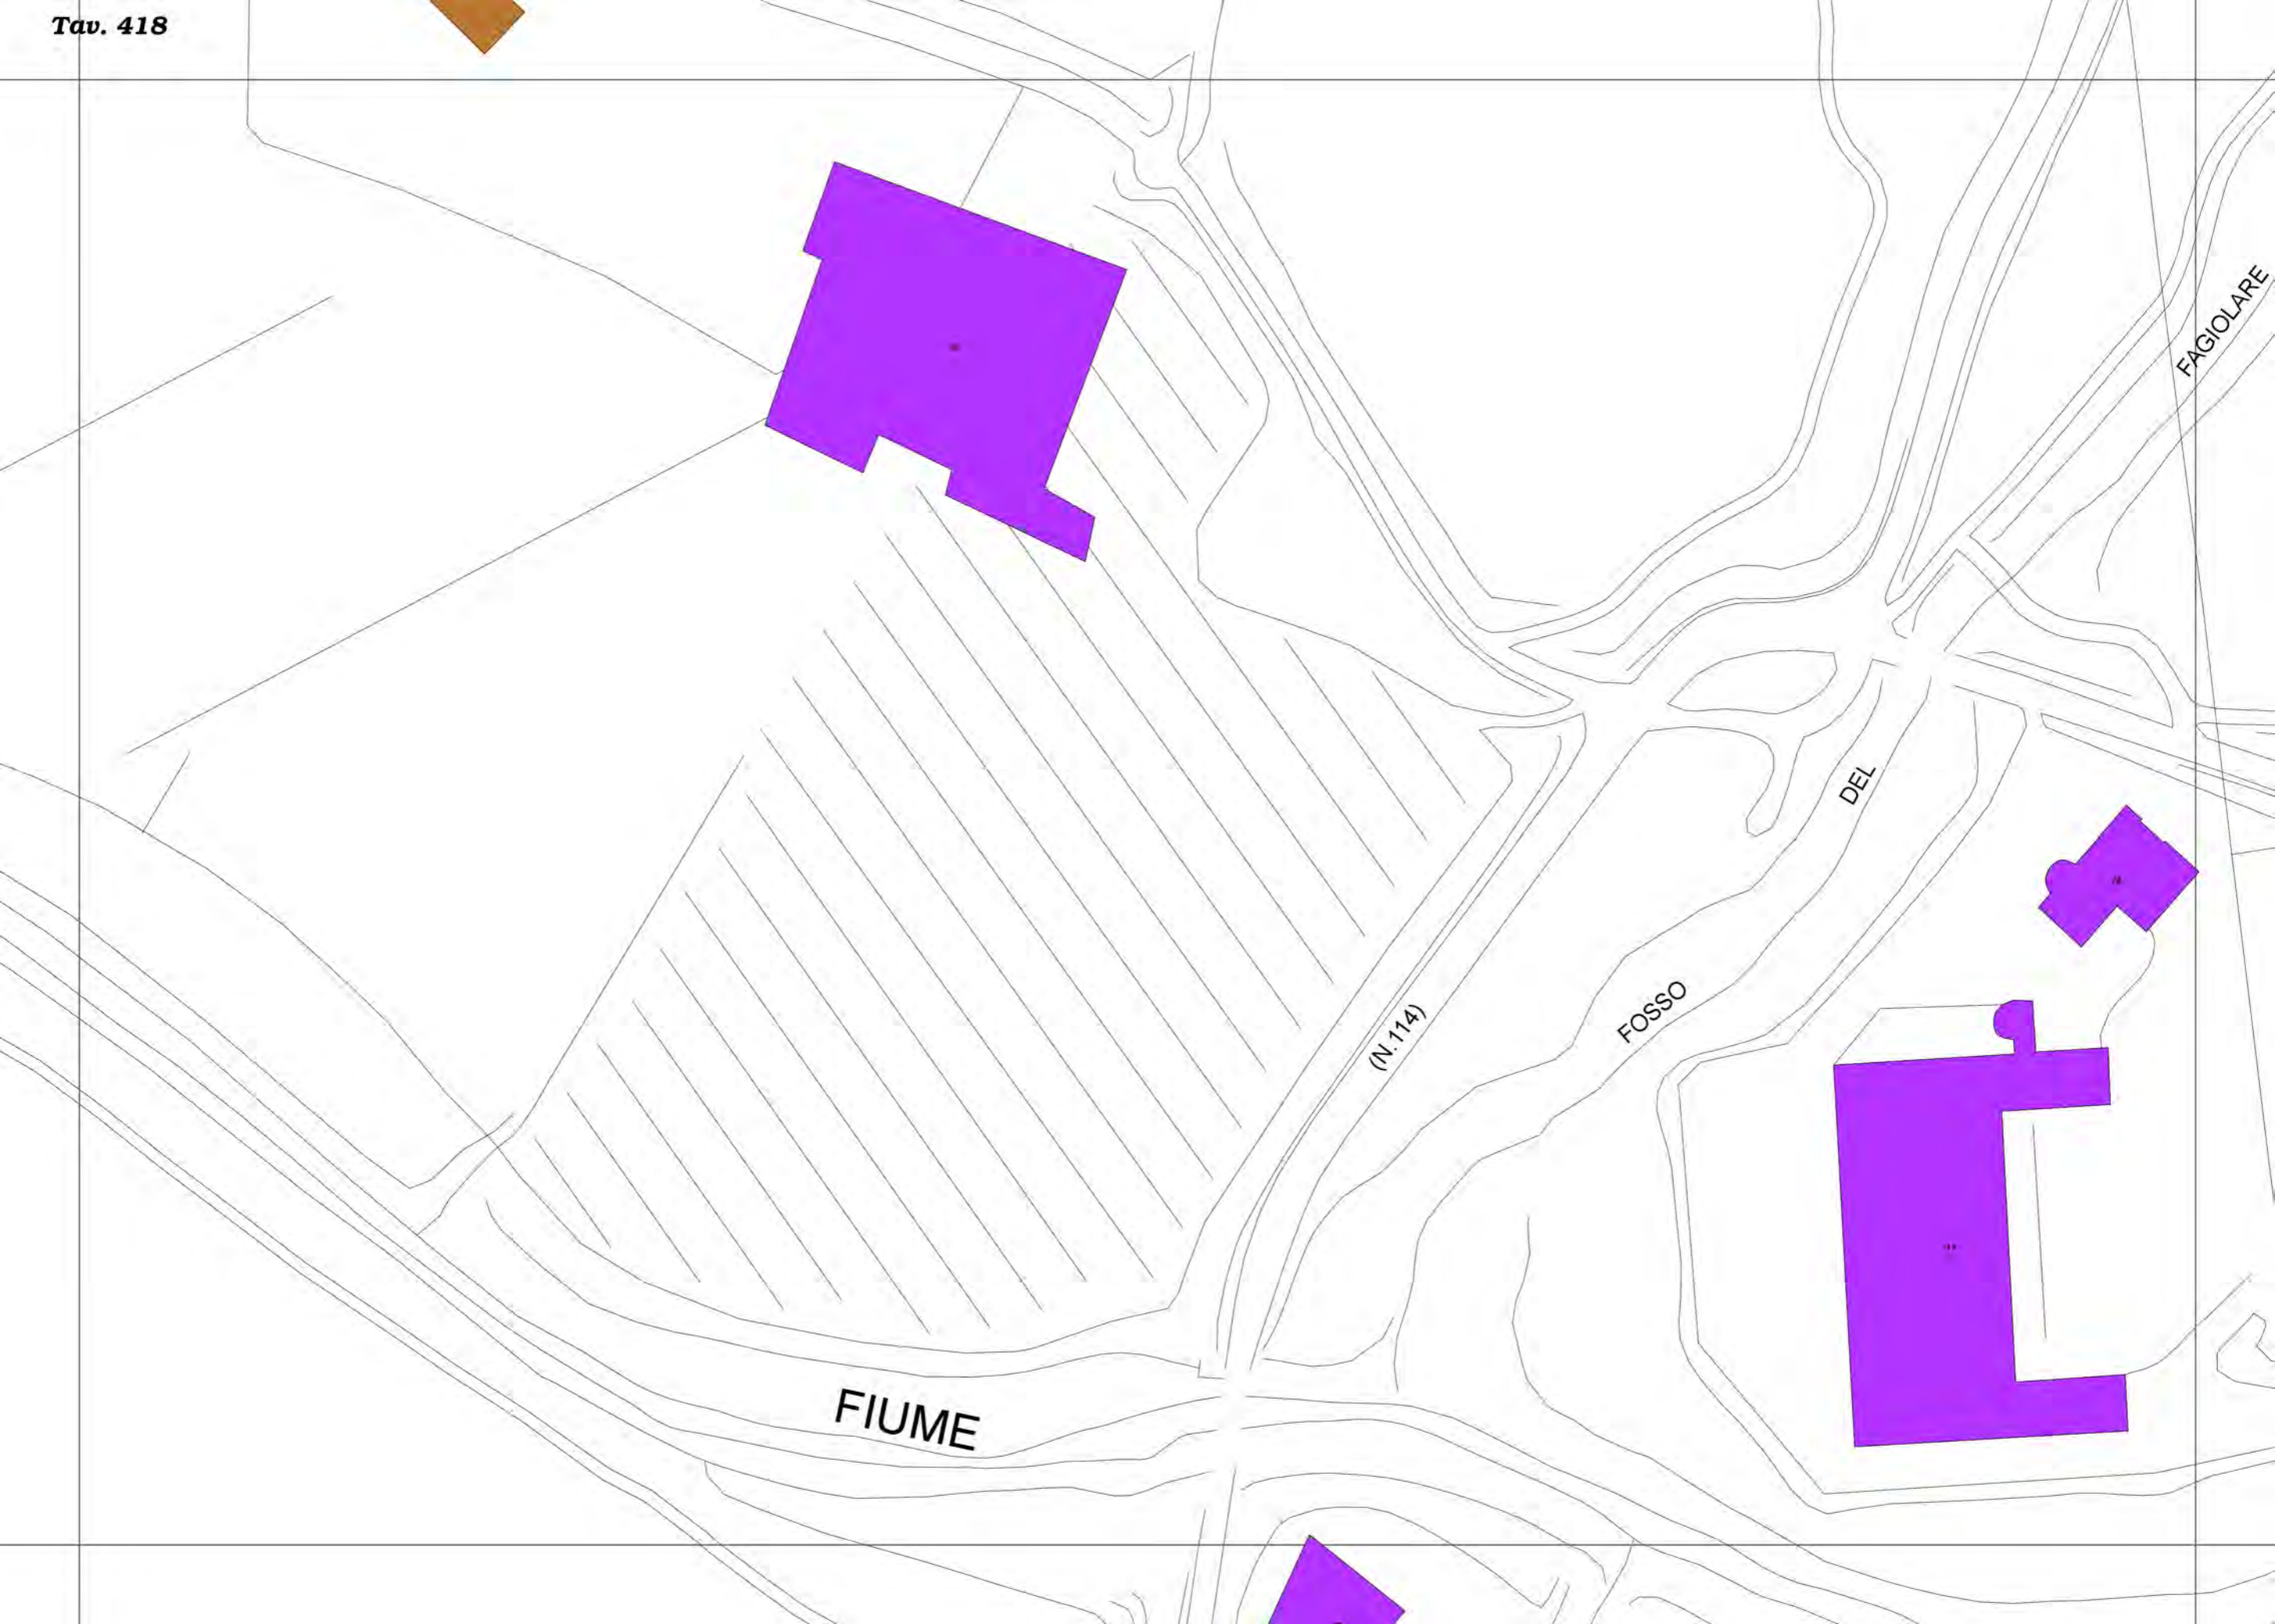 Tav. 418
FAGIOLARE
DEL
FOSSO
(N.114)
FIUME